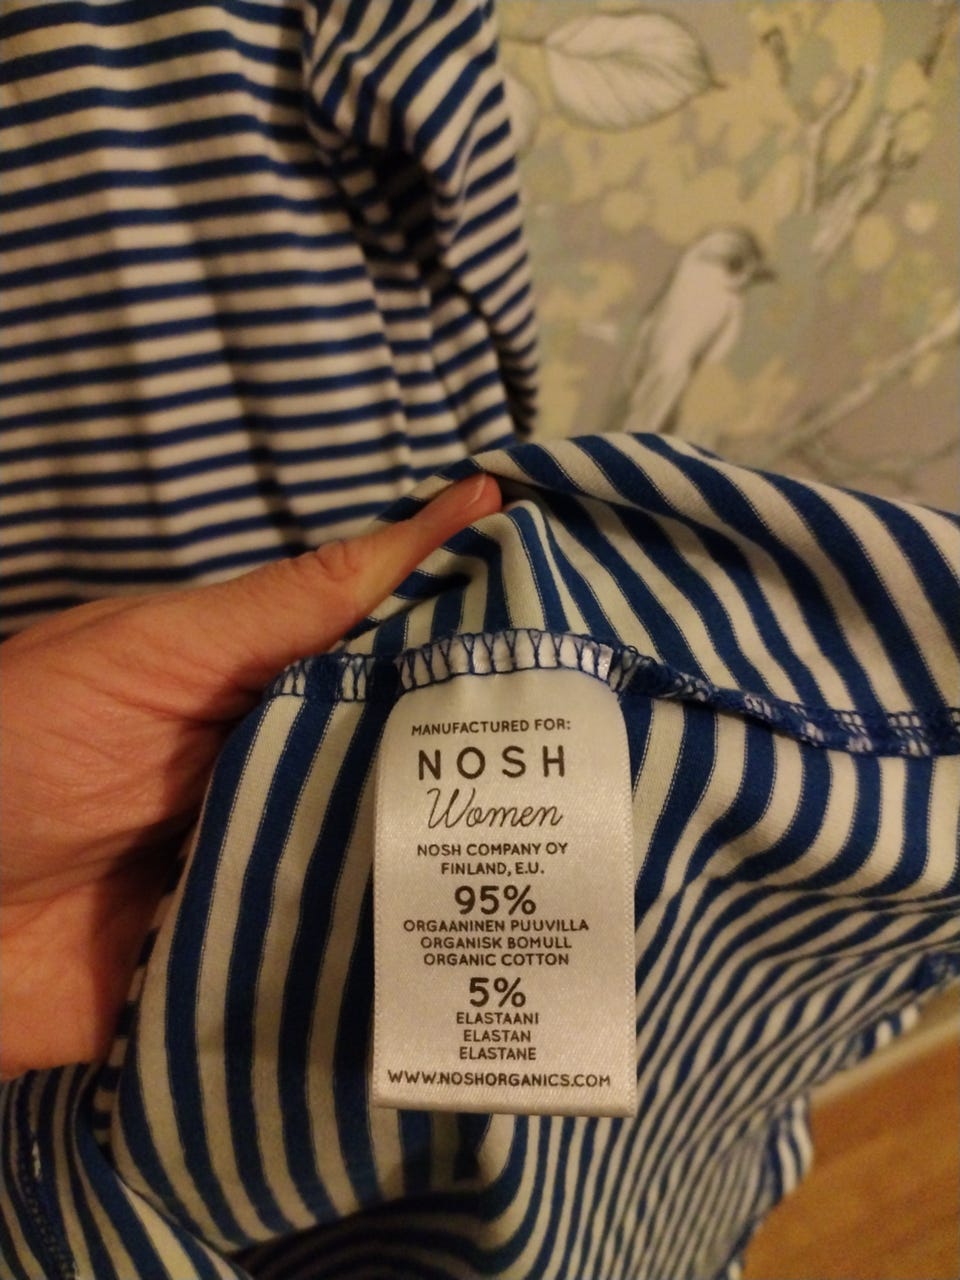 MANUFACTURED FOR:
NOSH
Women
NOSH COMPANY OY
FINLAND, E.U.
95%
ORGAANINEN PUUVILLA
ORGANISK BOMULL
ORGANIC COTTON
5%
ELASTAANI
ELASTAN
ELASTANE
WWW.NOSHORGANICS.COM